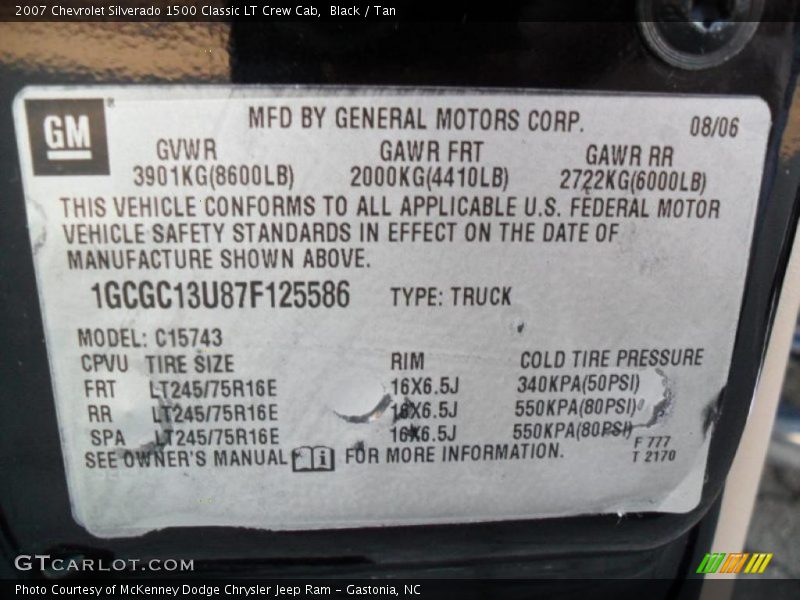 2007 Chevrolet Silverado 1500 Classic LT Crew Cab, Black / Tan
GM
MFD BY GENERAL MOTORS CORP. 08/06
GVWR GAWR FRT GAWR RR
3901KG(8600LB) 2000KG(4410LB) 2722KG(6000LB)
THIS VEHICLE CONFORMS TO ALL APPLICABLE U.S. FEDERAL MOTOR
VEHICLE SAFETY STANDARDS IN EFFECT ON THE DATE OF
MANUFACTURE SHOWN ABOVE.
1GCGC13U87F125586 TYPE: TRUCK
MODEL: C15743
CPVU TIRE SIZE RIM COLD TIRE PRESSURE
FRT LT245/75R16E 16X6.5J 340KPA(50PSI)
RR LT245/75R16E 16X6.5J 550KPA(80PSI)
SPA LT245/75R16E 16X6.5J 550KPA(80PSI)
SEE OWNER'S MANUAL FOR MORE INFORMATION.
F 777
T 2170
GTCARLOT.COM
Photo Courtesy of McKenney Dodge Chrysler Jeep Ram - Gastonia, NC